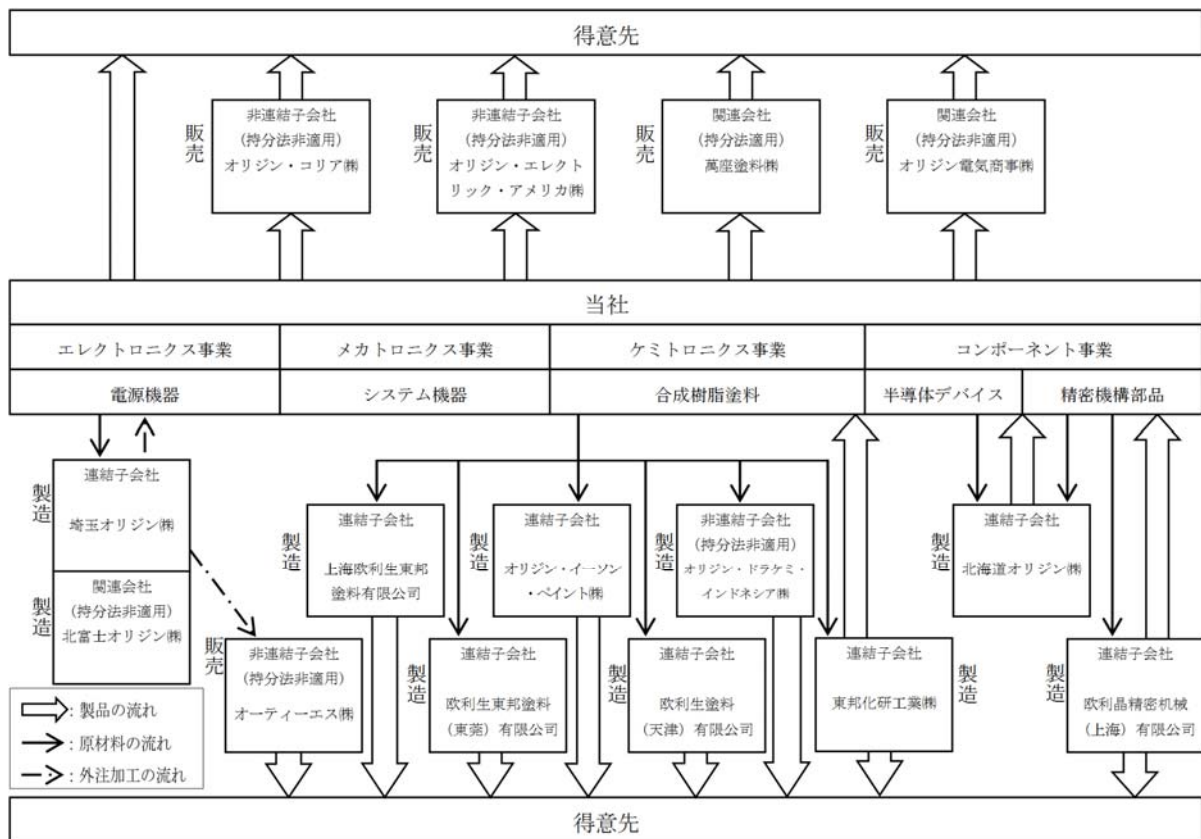 得意先
販売
非連結子会社
(持分法非適用)
オリジン・コリア㈱
販売
非連結子会社
(持分法非適用)
オリジン・エレクト
リック・アメリカ㈱
販売
関連会社
(持分法適用)
萬座塗料㈱
販売
関連会社
(持分法非適用)
オリジン電気商事㈱
当社
エレクトロニクス事業
メカトロニクス事業
ケミトロニクス事業
コンポーネント事業
電源機器
システム機器
合成樹脂塗料
半導体デバイス
精密機構部品
製造
連結子会社
埼玉オリジン㈱
製造
関連会社
(持分法非適用)
北富士オリジン㈱
製造
連結子会社
上海欧利生東邦
塗料有限公司
製造
連結子会社
オリジン・イーソン
・ペイント㈱
製造
非連結子会社
(持分法非適用)
オリジン・ドラケミ・
インドネシア㈱
製造
連結子会社
北海道オリジン㈱
販売
非連結子会社
(持分法非適用)
オーティーエス㈱
製造
連結子会社
欧利生東邦塗料
（東莞）有限公司
製造
連結子会社
欧利生塗料
（天津）有限公司
連結子会社
東邦化研工業㈱
製造
製造
連結子会社
欧利晶精密机械
（上海）有限公司
：製品の流れ
：原材料の流れ
：外注加工の流れ
得意先